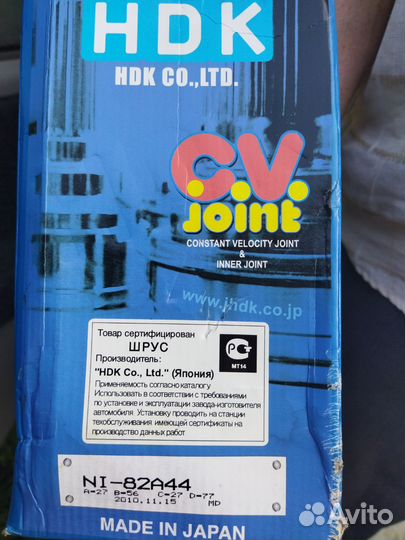 HDK
HDK CO.,LTD.
CV
joint
CONSTANT VELOCITY JOINT &
INNER JOINT
www.jhdk.co.jp
Товар сертифицирован
ШРУС
Производитель:
"HDK Co., Ltd." (Япония)
Применяемость согласно каталогу
Использовать в соответствии с требованиями
по установке и эксплуатации завода-изготовителя
автомобиля. Установку проводить на станции
техобслуживания имеющей сертификаты на
производство данных работ
РСТ
МТ14
NI-82A44
A=27 B=56 C=27 D=77
2010.11.15 MD
MADE IN JAPAN
Avito